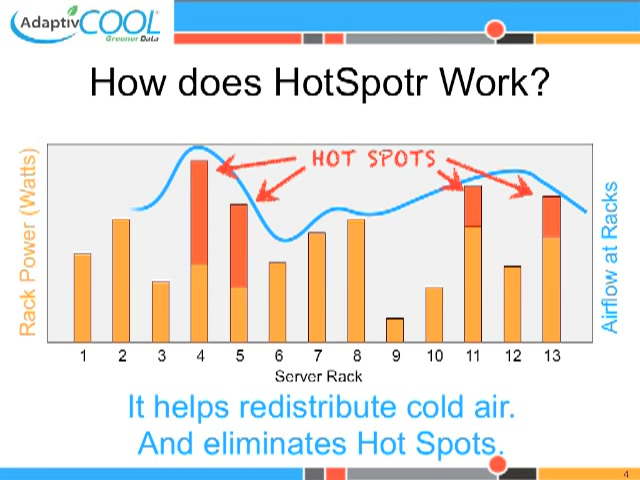 AdaptivCOOL
Greener Data
How does HotSpotr Work?
HOT SPOTS
Rack Power (Watts)
Airflow at Racks
1 2 3 4 5 6 7 8 9 10 11 12 13
Server Rack
It helps redistribute cold air.
And eliminates Hot Spots.
4